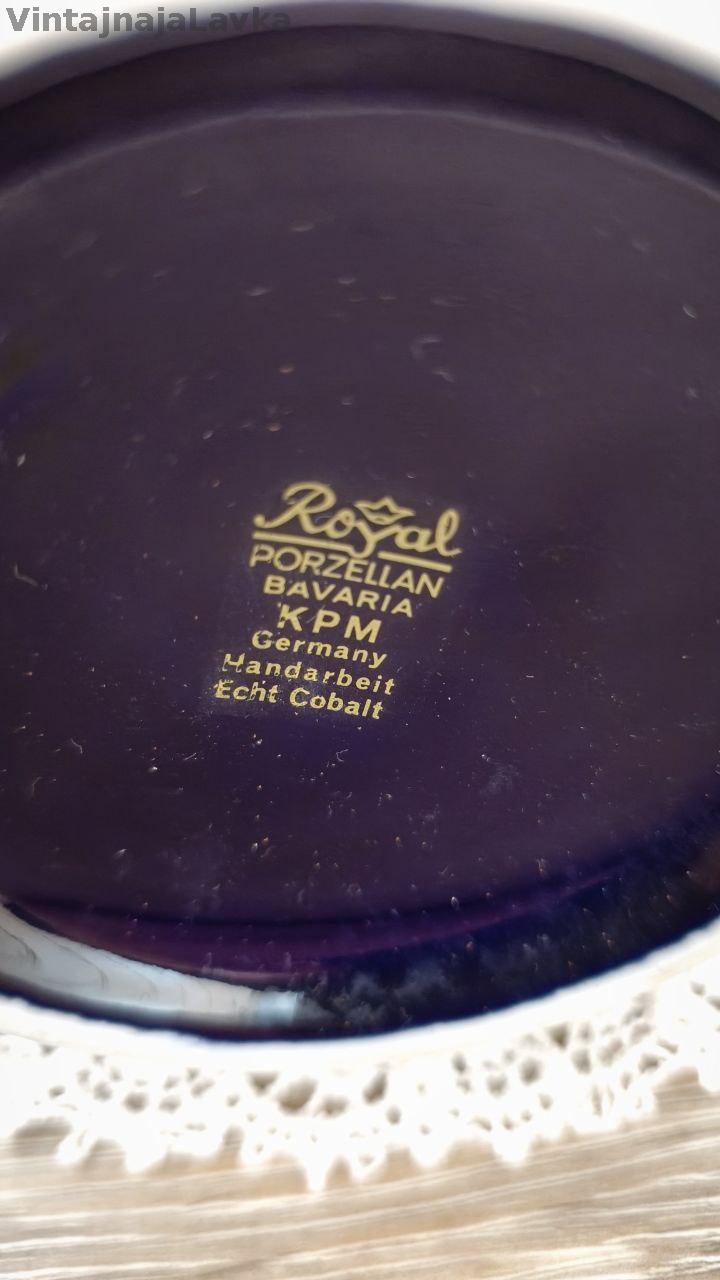 VintajnajaLavka
Royal
PORZELLAN
BAVARIA
KPM
Germany
Handarbeit
Echt Cobalt